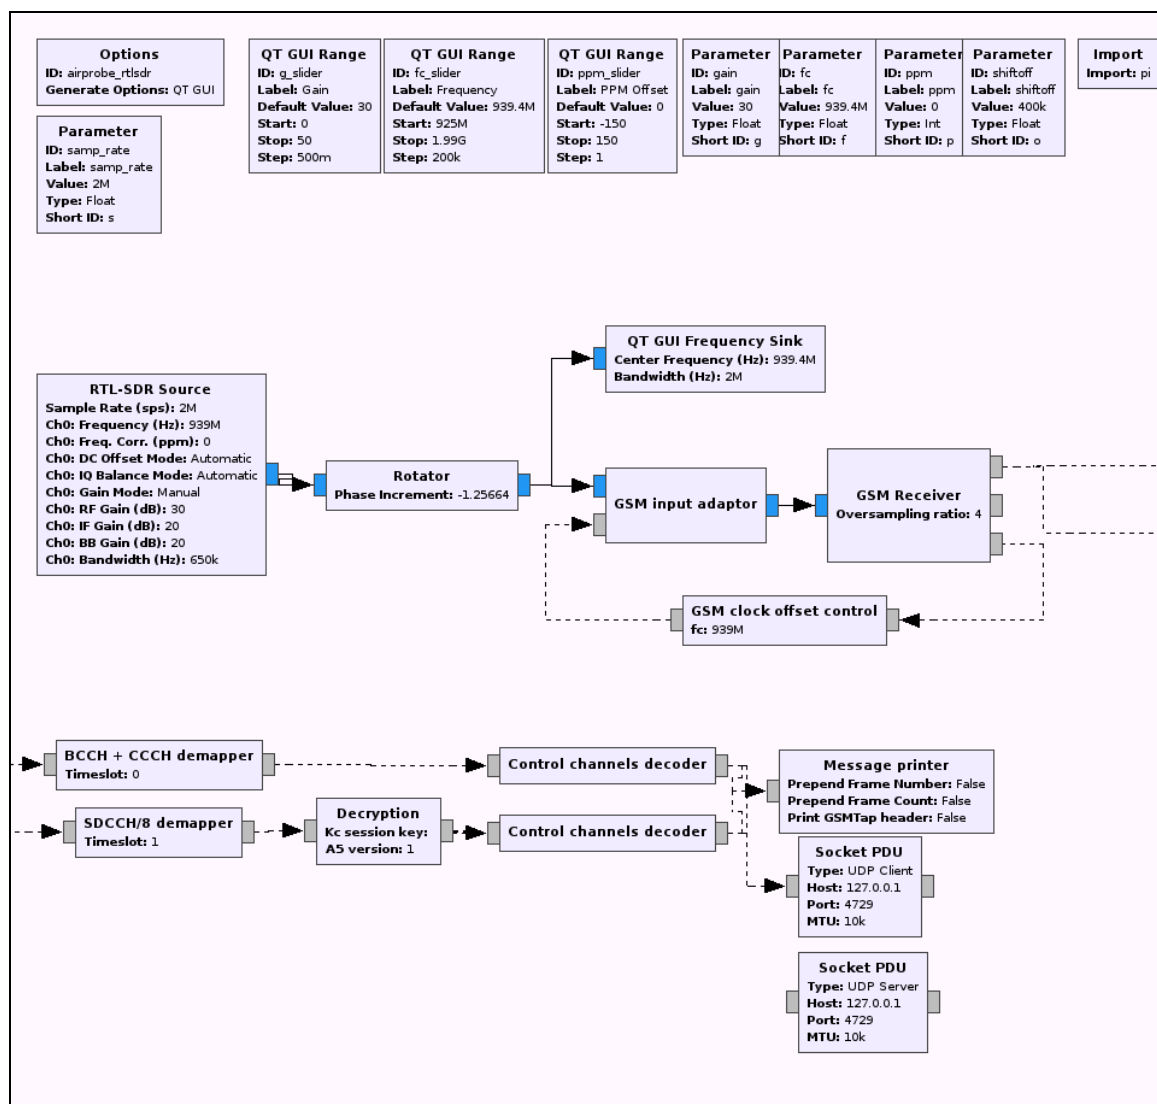 Options
ID: airprobe_rtlsdr
Generate Options: QT GUI
Parameter
ID: samp_rate
Label: samp_rate
Value: 2M
Type: Float
Short ID: s
QT GUI Range
ID: g_slider
Label: Gain
Default Value: 30
Start: 0
Stop: 50
Step: 500m
QT GUI Range
ID: fc_slider
Label: Frequency
Default Value: 939.4M
Start: 925M
Stop: 1.99G
Step: 200k
QT GUI Range
ID: ppm_slider
Label: PPM Offset
Default Value: 0
Start: -150
Stop: 150
Step: 1
Parameter
ID: gain
Label: gain
Value: 30
Type: Float
Short ID: g
Parameter
ID: fc
Label: fc
Value: 939.4M
Type: Float
Short ID: f
Parameter
ID: ppm
Label: ppm
Value: 0
Type: Int
Short ID: p
Parameter
ID: shiftoff
Label: shiftoff
Value: 400k
Type: Float
Short ID: o
Import
Import: pi
RTL-SDR Source
Sample Rate (sps): 2M
Ch0: Frequency (Hz): 939M
Ch0: Freq. Corr. (ppm): 0
Ch0: DC Offset Mode: Automatic
Ch0: IQ Balance Mode: Automatic
Ch0: Gain Mode: Manual
Ch0: RF Gain (dB): 30
Ch0: IF Gain (dB): 20
Ch0: BB Gain (dB): 20
Ch0: Bandwidth (Hz): 650k
Rotator
Phase Increment: -1.25664
QT GUI Frequency Sink
Center Frequency (Hz): 939.4M
Bandwidth (Hz): 2M
GSM input adaptor
GSM Receiver
Oversampling ratio: 4
GSM clock offset control
fc: 939M
BCCH + CCCH demapper
Timeslot: 0
Control channels decoder
Message printer
Prepend Frame Number: False
Prepend Frame Count: False
Print GSMTap header: False
SDCCH/8 demapper
Timeslot: 1
Decryption
Kc session key:
A5 version: 1
Control channels decoder
Socket PDU
Type: UDP Client
Host: 127.0.0.1
Port: 4729
MTU: 10k
Socket PDU
Type: UDP Server
Host: 127.0.0.1
Port: 4729
MTU: 10k